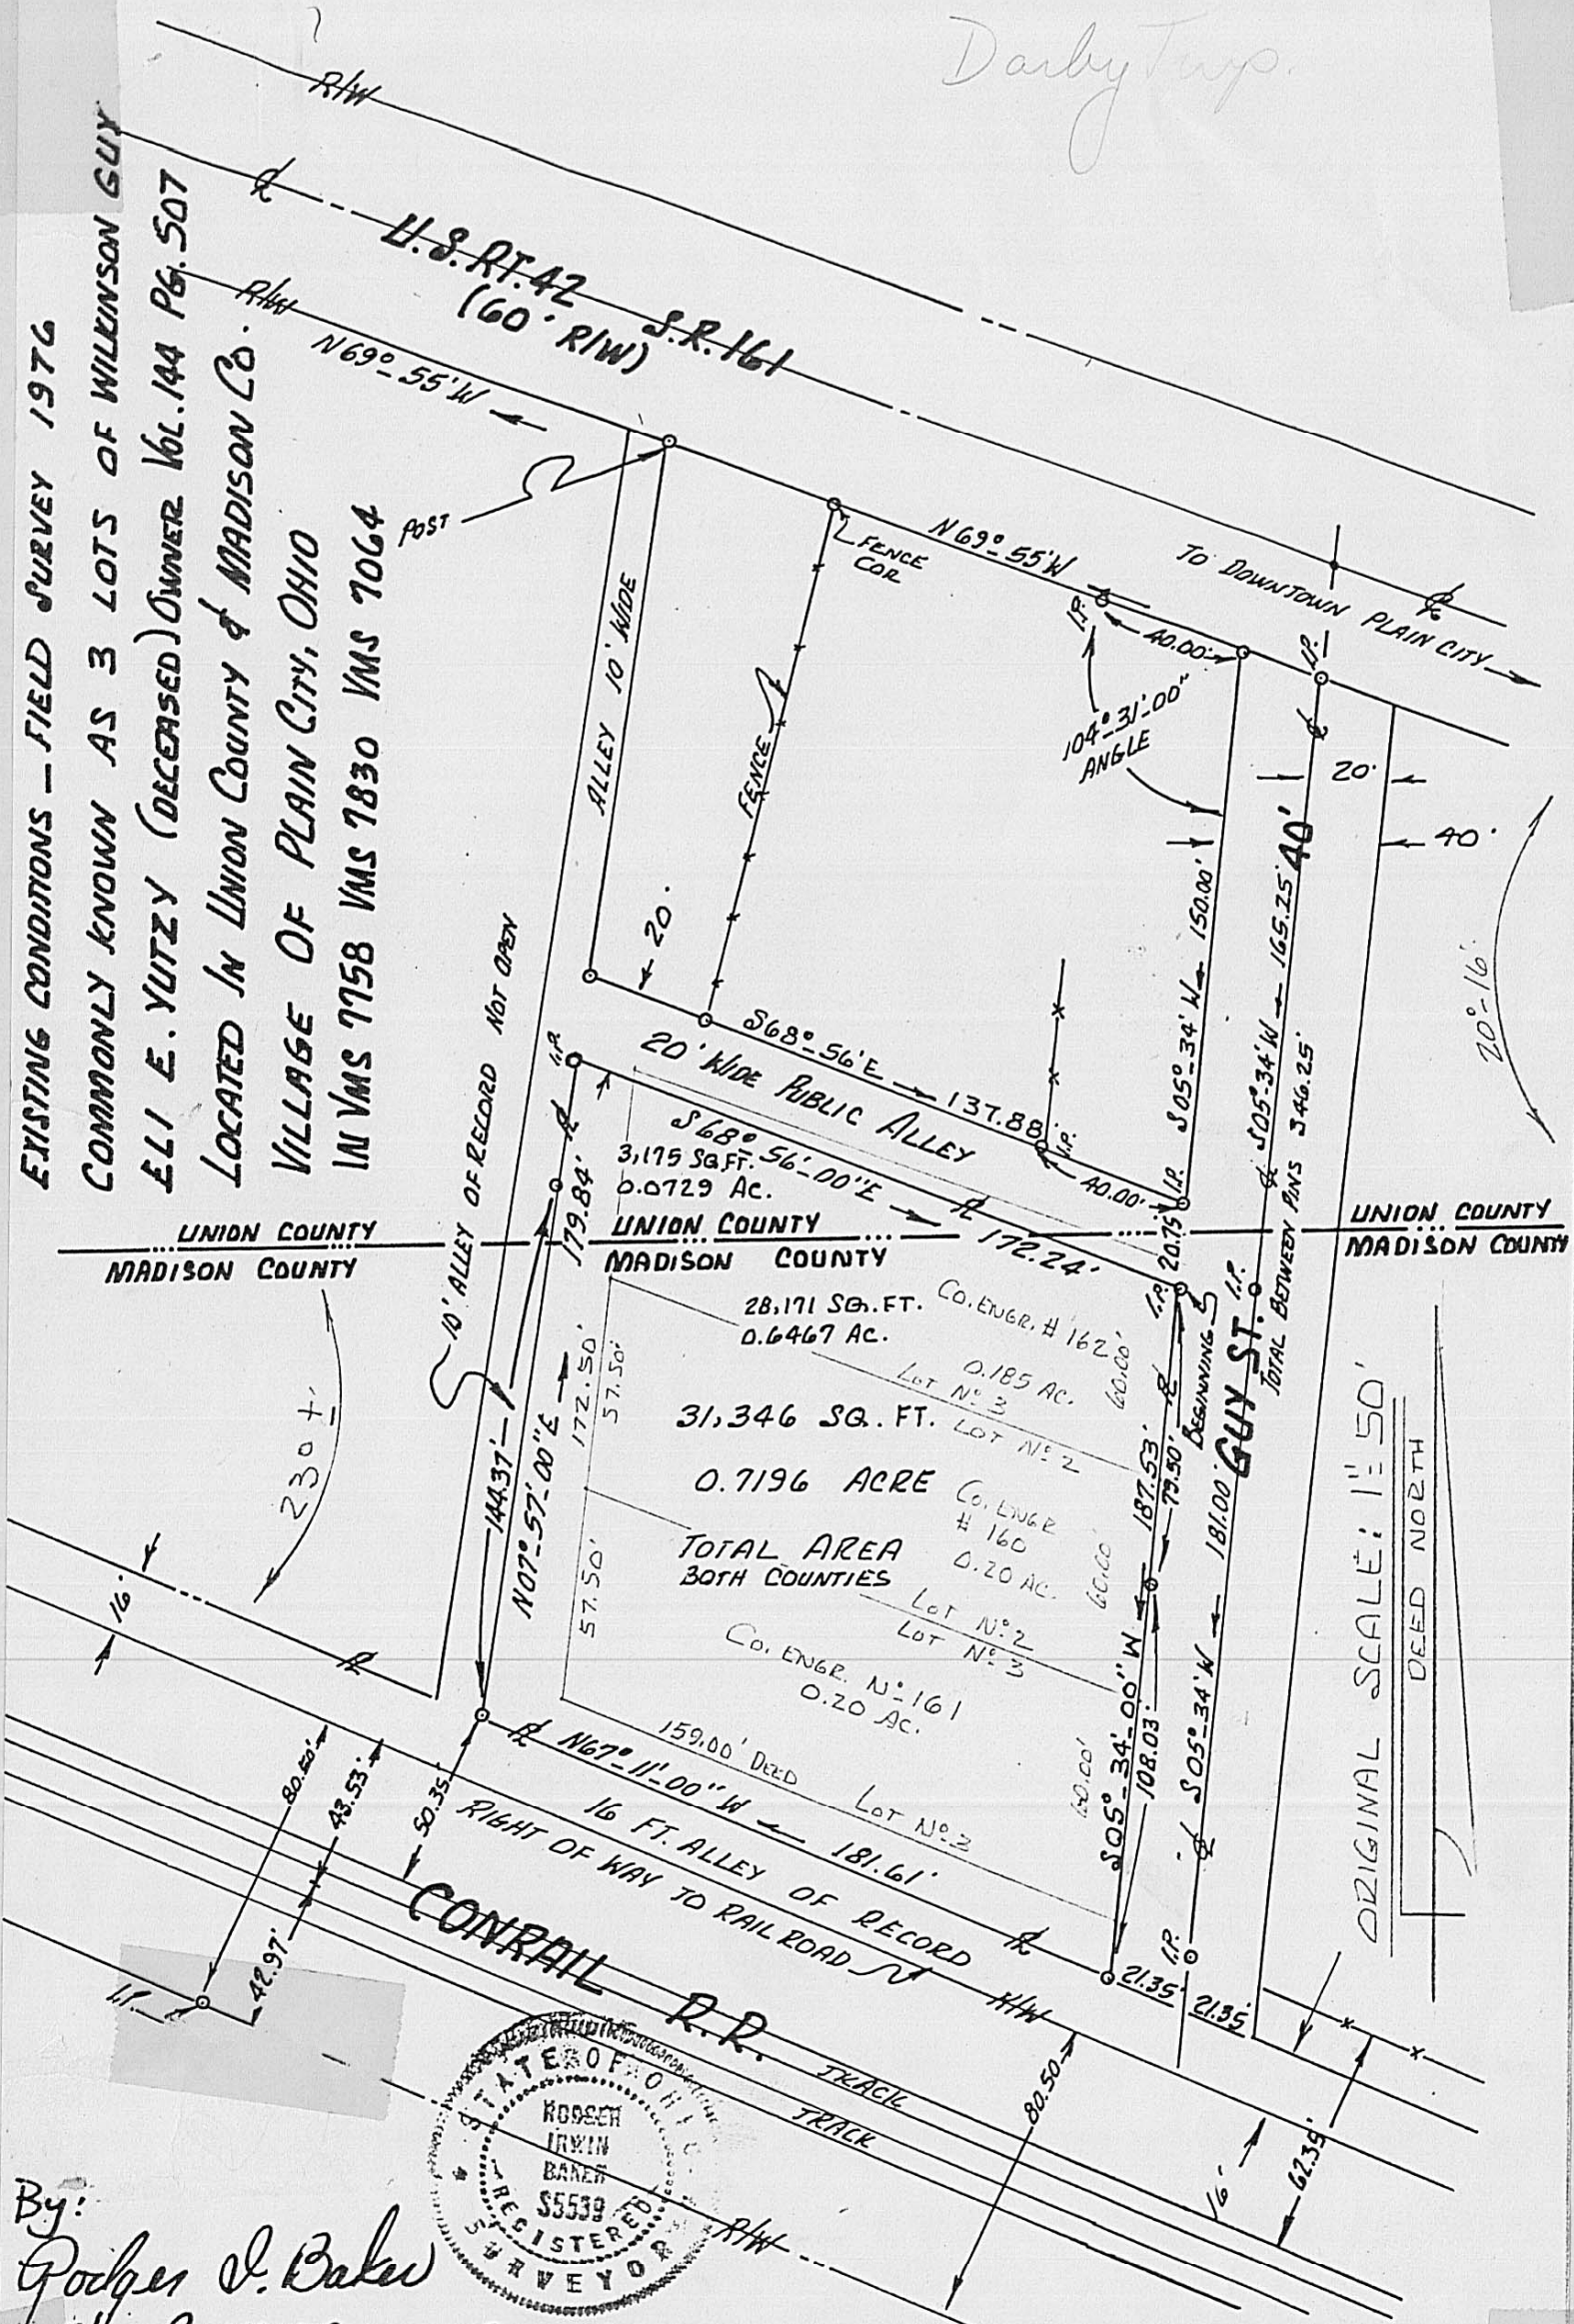 Darby Twp.
EXISTING CONDITIONS — FIELD SURVEY 1976
COMMONLY KNOWN AS 3 LOTS OF WILKINSON GUY
ELI E. YUTZY (DECEASED) OWNER VOL. 144 PG. 507
LOCATED IN UNION COUNTY & MADISON CO.
VILLAGE OF PLAIN CITY, OHIO
IN VMS 7758 VMS 7830 VMS 7064
R/W
U.S. RT. 42 S.R. 161
(60' R/W)
R/W
N69°-55'W
POST
FENCE
COR
N69°-55'W
TO DOWNTOWN PLAIN CITY
I.P.
40.00'
I.P.
104°-31'-00"
ANGLE
20'
40'
ALLEY 10' WIDE
FENCE
20'
S05°-34'W 150.00'
S05°-34'W 165.25' 40'
20°-16'
S68°-56'E 137.88
20' WIDE PUBLIC ALLEY
I.P.
40.00'
I.P.
I.P.
10' ALLEY OF RECORD NOT OPEN
S68°-56'-00"E 172.24'
3,175 SQ.FT.
0.0729 AC.
179.84'
20.75'
TOTAL BETWEEN PINS 346.25'
UNION COUNTY
MADISON COUNTY
UNION COUNTY
MADISON COUNTY
UNION COUNTY
MADISON COUNTY
28,171 SQ.FT.
0.6467 AC.
CO. ENGR. # 162
0.185 AC.
LOT Nº 3
LOT Nº 2
60.00'
I.P.
BEGINNING
I.P.
GUY ST.
31,346 SQ. FT.
0.7196 ACRE
TOTAL AREA
BOTH COUNTIES
CO. ENGR
# 160
0.20 AC.
LOT Nº 2
LOT Nº 3
60.00'
230 ±
144.37'
N07°-57'-00"E
172.50'
57.50'
57.50'
187.53'
79.50'
181.00'
S05°-34'-00"W
108.03'
S05°-34'W
CO. ENGR. Nº 161
0.20 AC.
159.00' DEED
LOT Nº 3
60.00'
16'
80.50'
43.53'
50.35'
42.97'
I.P.
N67°-11'-00"W 181.61'
16 FT. ALLEY OF RECORD
RIGHT OF WAY TO RAILROAD
R/W
I.P.
21.35'
21.35'
CONRAIL R.R.
TRACK
TRACK
80.50
16'
62.35'
R/W
ORIGINAL SCALE: 1"=50'
DEED NORTH
STATE OF OHIO
RODGER
IRWIN
BAKER
S5539
REGISTERED
SURVEYOR
By:
Rodger I. Baker